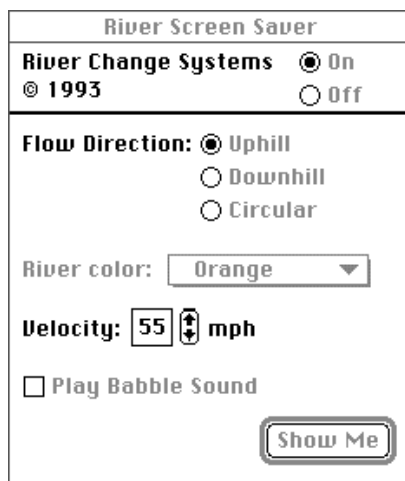 River Screen Saver
River Change Systems On
© 1993 Off
Flow Direction: Uphill
Downhill
Circular
River color: Orange
Velocity: 55 mph
Play Babble Sound
Show Me